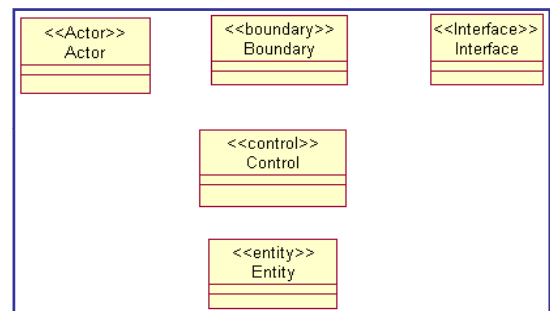 <<Actor>>
Actor
<<boundary>>
Boundary
<<Interface>>
Interface
<<control>>
Control
<<entity>>
Entity